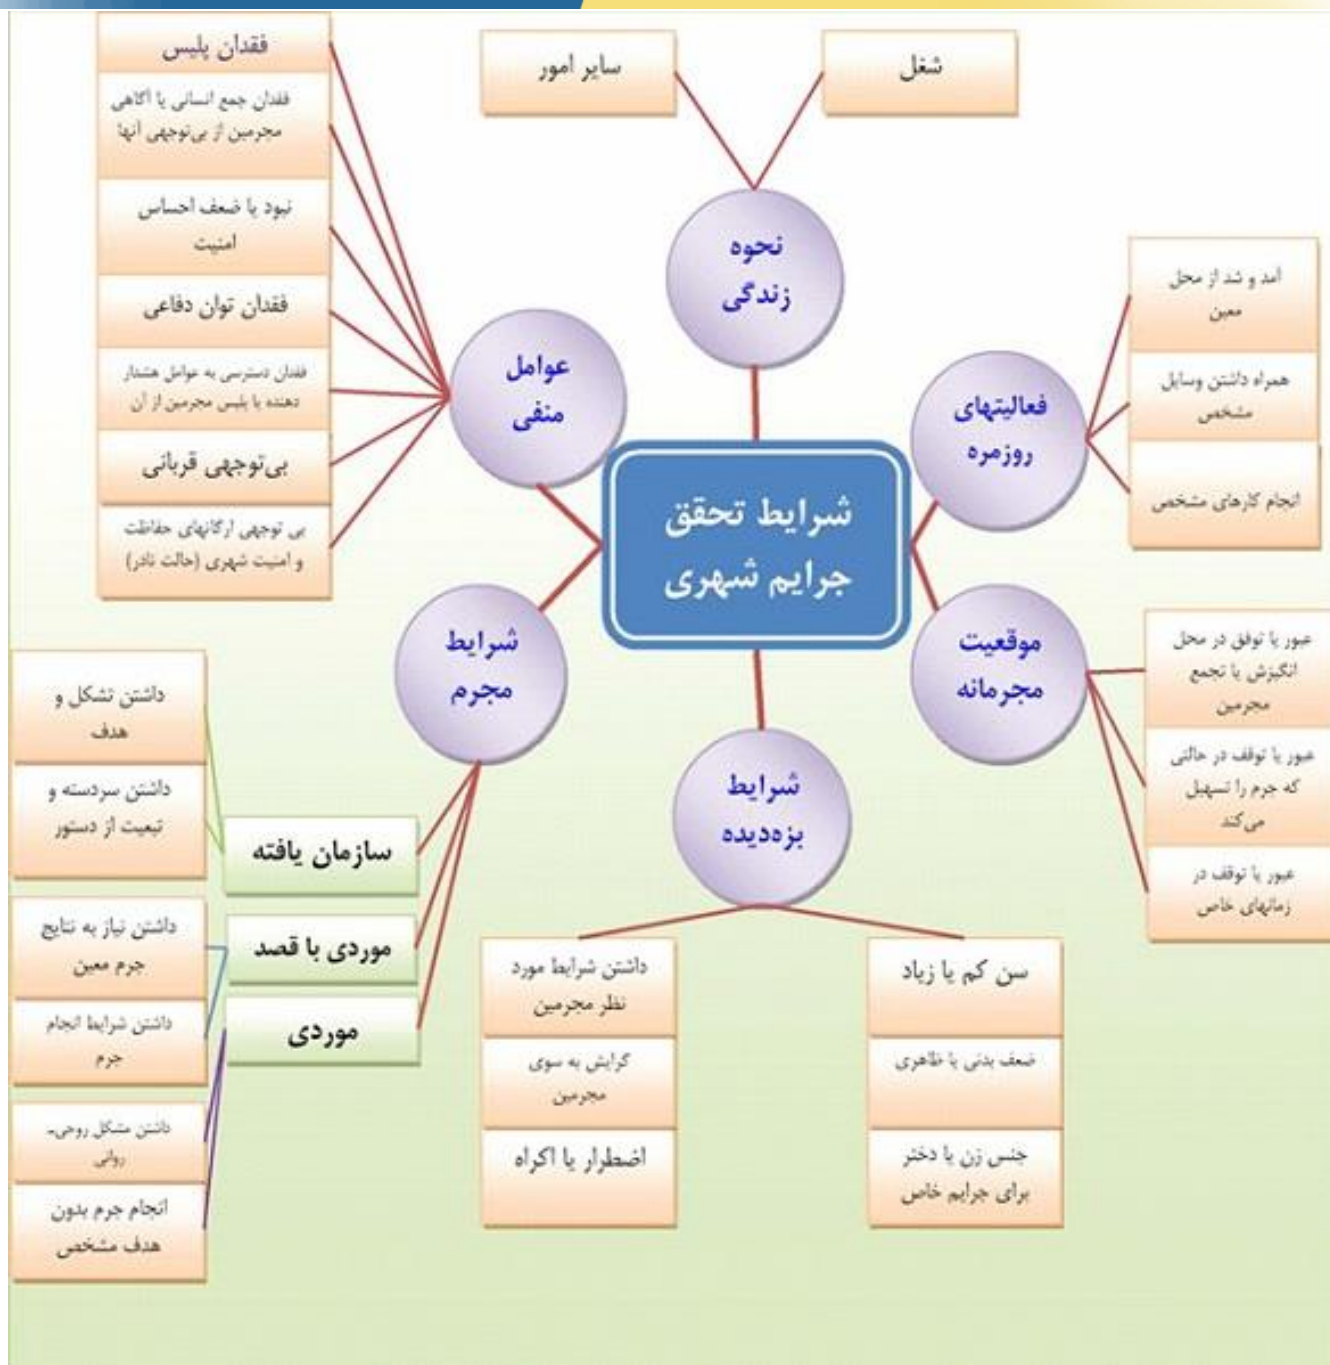 فقدان پلیس
فقدان جمع انسانی یا آگاهی
مجرمین از بی‌توجهی آنها
نبود یا ضعف احساس
امنیت
فقدان توان دفاعی
فقدان دسترسی به عوامل هشدار
دهنده یا پلیس مجرمین از آن
بی‌توجهی قربانی
بی توجهی ارگانهای حفاظت
و امنیت شهری (حالت نادر)
عوامل
منفی
سایر امور
شغل
نحوه
زندگی
آمد و شد از محل
معین
همراه داشتن وسایل
مشخص
انجام کارهای مشخص
فعالیتهای
روزمره
شرایط تحقق
جرایم شهری
موقعیت
مجرمانه
عبور یا توفق در محل
انگیزش یا تجمع
مجرمین
عبور یا توقف در حالتی
که جرم را تسهیل
می‌کند
عبور یا توقف در
زمانهای خاص
شرایط
مجرم
سازمان یافته
موردی با قصد
موردی
داشتن تشکل و
هدف
داشتن سردسته و
تبعیت از دستور
داشتن نیاز به نتایج
جرم معین
داشتن شرایط انجام
جرم
داشتن مشکل روحی-
روانی
انجام جرم بدون
هدف مشخص
شرایط
بزه‌دیده
سن کم یا زیاد
ضعف بدنی یا ظاهری
جنس زن یا دختر
برای جرایم خاص
داشتن شرایط مورد
نظر مجرمین
گرایش به سوی
مجرمین
اضطرار یا اکراه